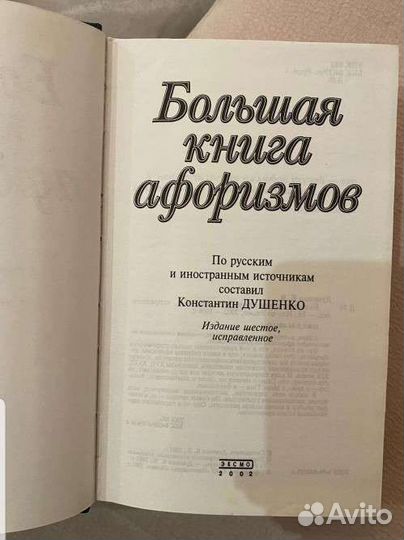 Большая
книга
афоризмов
По русским
и иностранным источникам
составил
Константин ДУШЕНКО
Издание шестое,
исправленное
ЭКСМО
2002
Avito